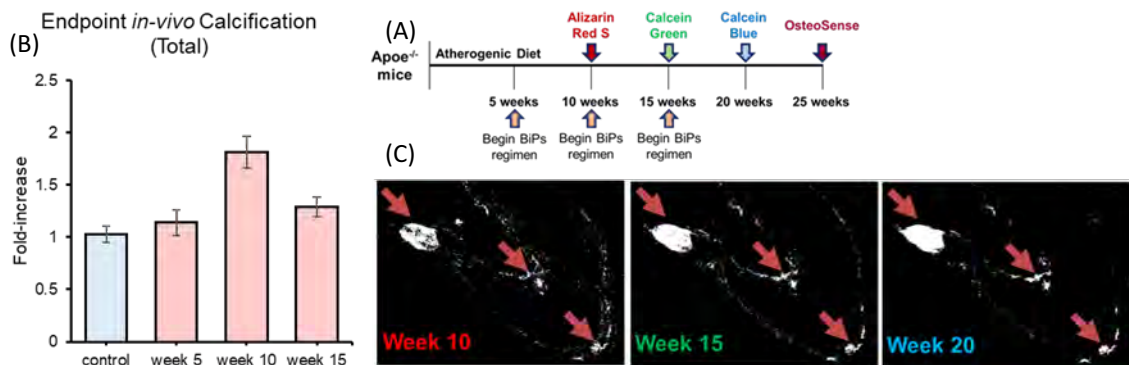 Endpoint in-vivo Calcification
(Total)
(B)
Fold-increase
2.5
2
1.5
1
0.5
0
control
week 5
week 10
week 15
(A)
Alizarin
Red S
Calcein
Green
Calcein
Blue
OsteoSense
Apoe-/-
mice
Atherogenic Diet
5 weeks
10 weeks
15 weeks
20 weeks
25 weeks
Begin BiPs
regimen
Begin BiPs
regimen
Begin BiPs
regimen
(C)
Week 10
Week 15
Week 20